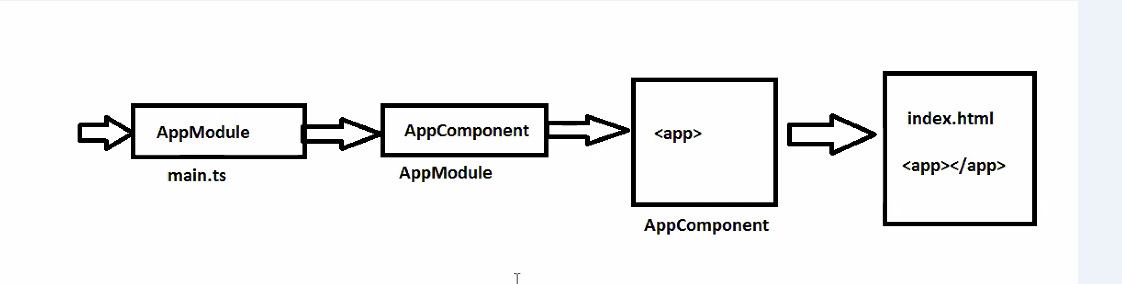 AppModule
main.ts
AppComponent
AppModule
<app>
AppComponent
index.html
<app></app>